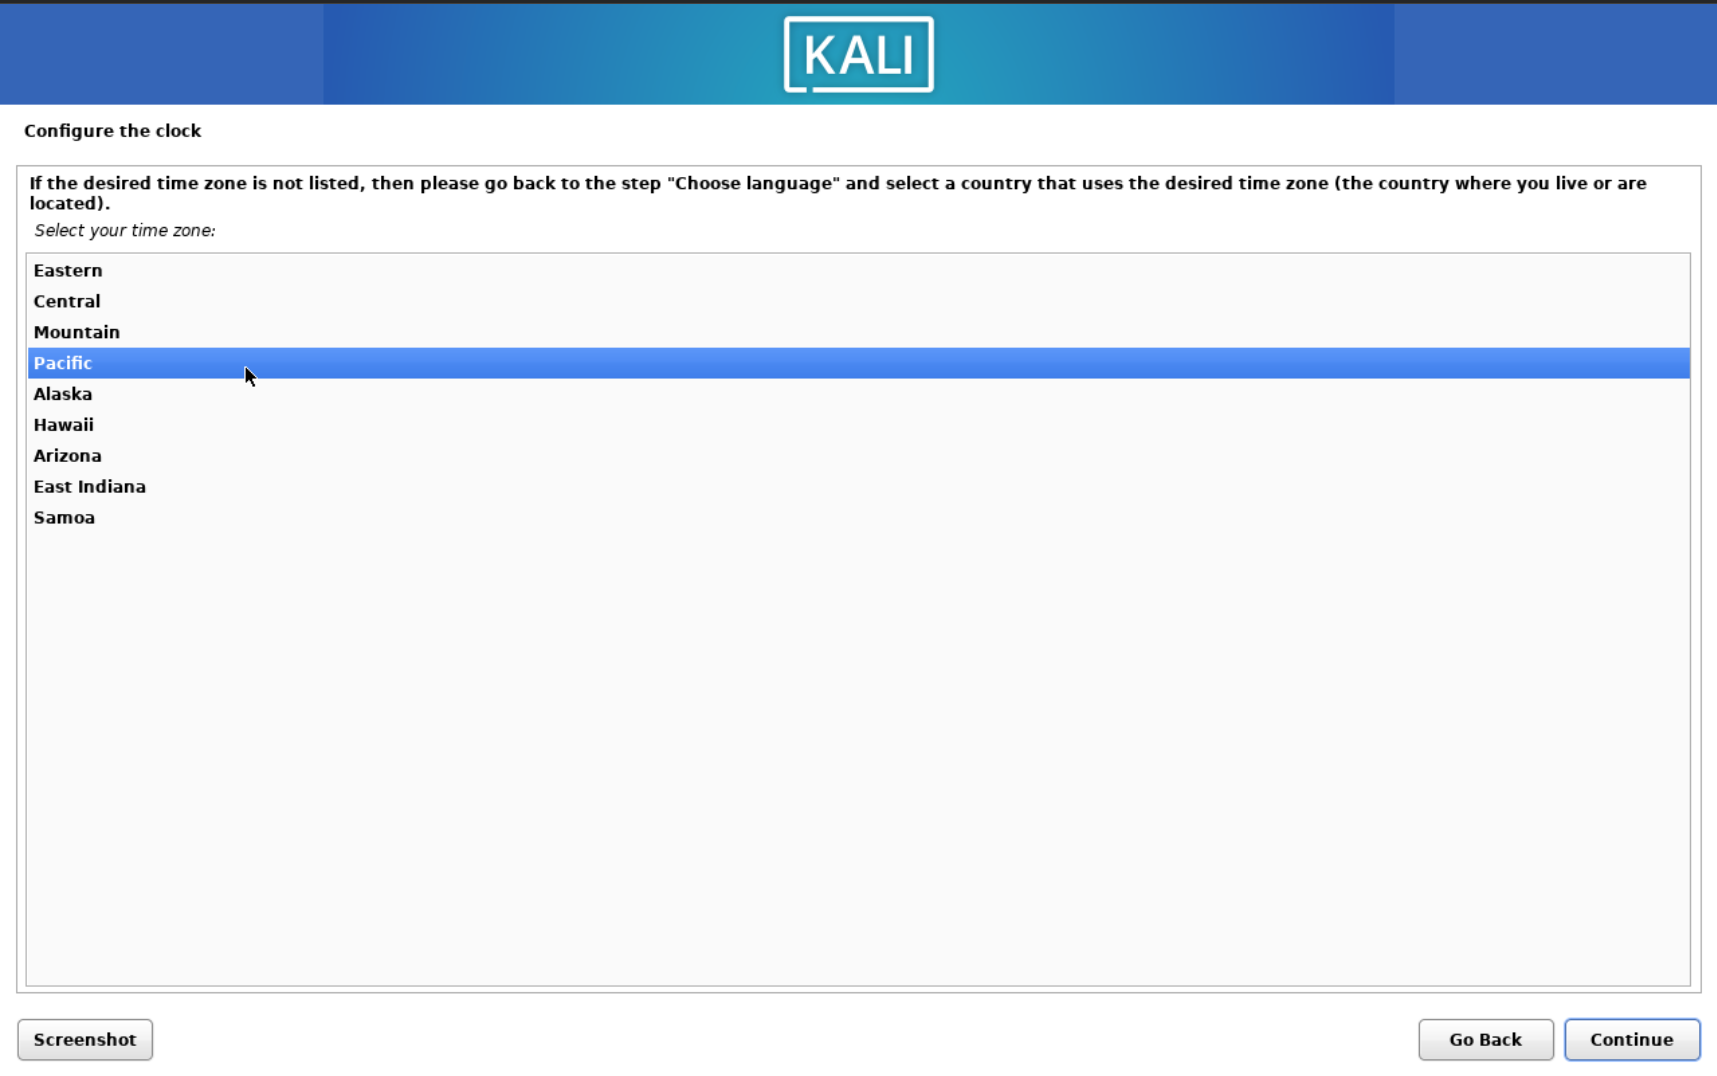 KALI
Configure the clock
If the desired time zone is not listed, then please go back to the step "Choose language" and select a country that uses the desired time zone (the country where you live or are
located).
Select your time zone:
Eastern
Central
Mountain
Pacific
Alaska
Hawaii
Arizona
East Indiana
Samoa
Screenshot
Go Back
Continue